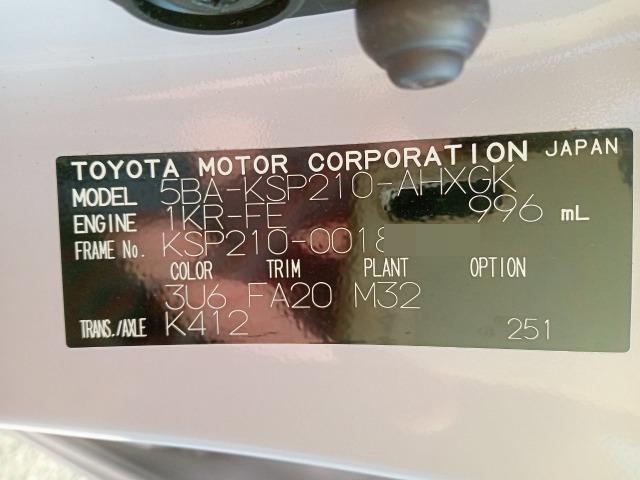 TOYOTA MOTOR CORPORATION JAPAN
MODEL 5BA-KSP210-AHXGK
ENGINE 1KR-FE 996 mL
FRAME No. KSP210-0018
COLOR TRIM PLANT OPTION
3U6 FA20 M32
TRANS./AXLE K412 251